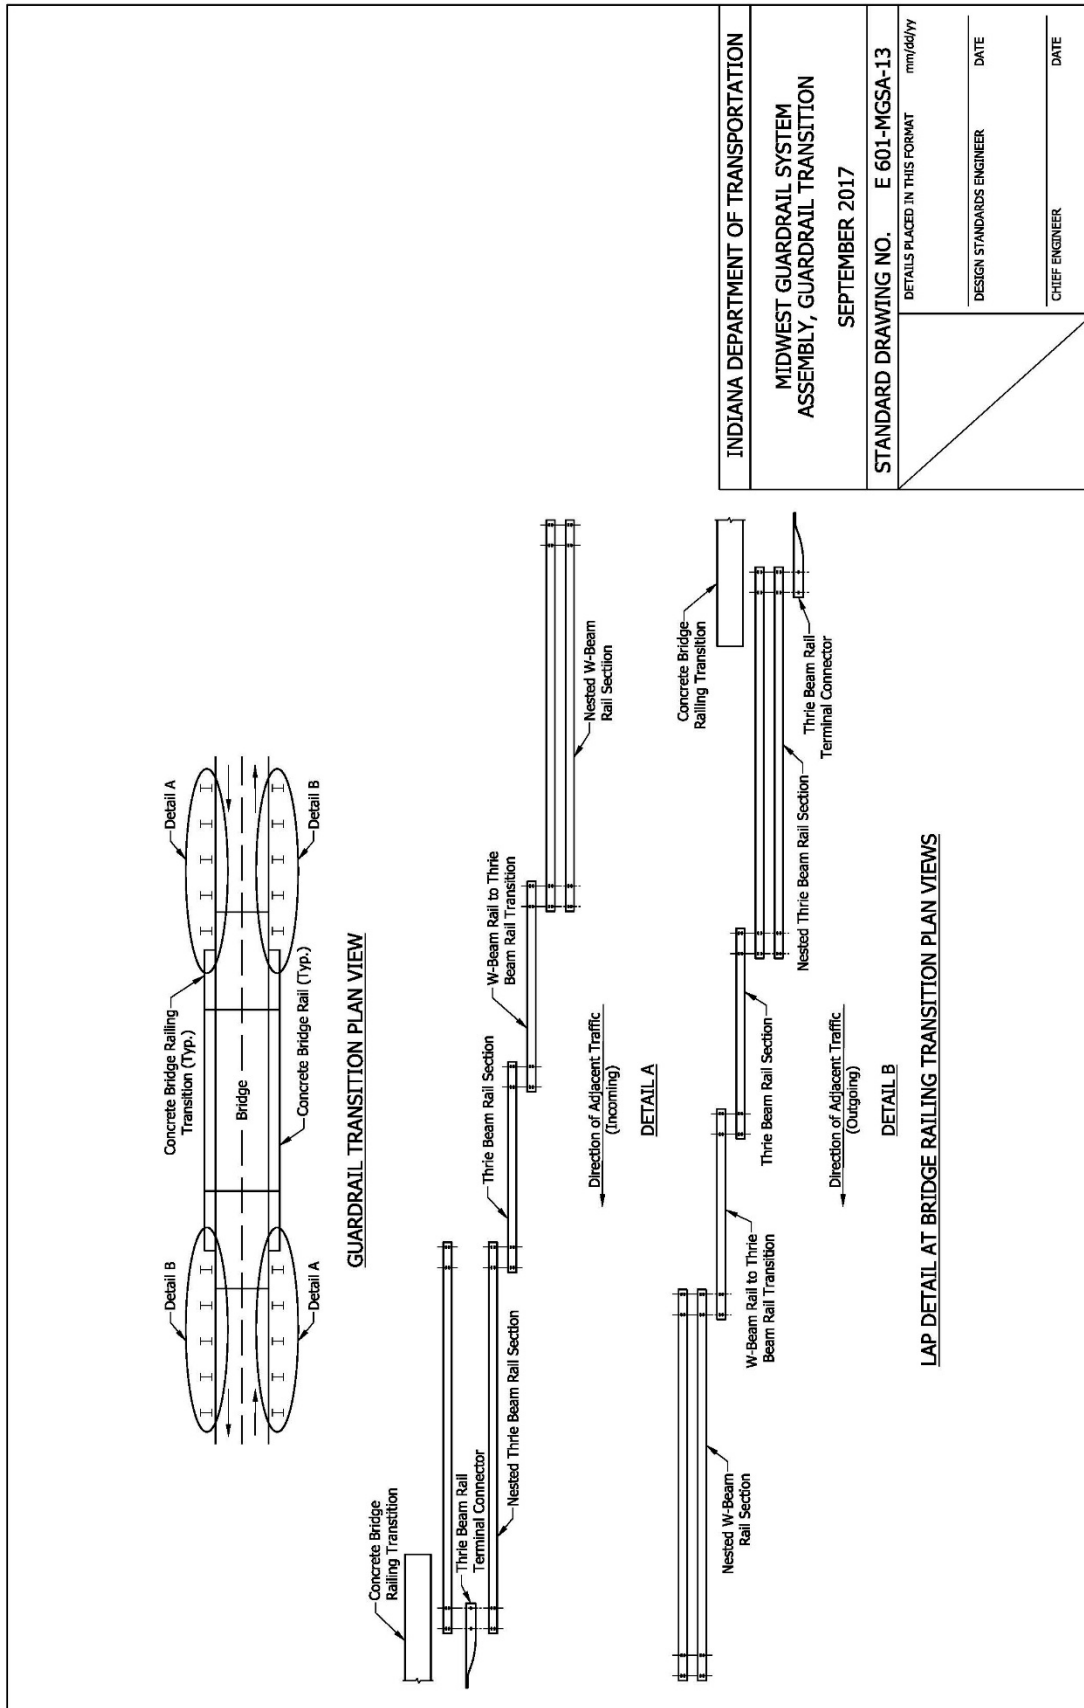 Detail B
Detail A
Concrete Bridge Railing
Transition (Typ.)
Bridge
Concrete Bridge Rail (Typ.)
Detail A
Detail B
GUARDRAIL TRANSITION PLAN VIEW
Concrete Bridge
Railing Transtition
Thrie Beam Rail
Terminal Connector
Nested Thrie Beam Rail Section
Thrie Beam Rail Section
W-Beam Rail to Thrie
Beam Rail Transition
Nested W-Beam
Rail Sectiion
Direction of Adjacent Traffic
(Incoming)
DETAIL A
Nested W-Beam
Rail Section
W-Beam Rail to Thrie
Beam Rail Transition
Thrie Beam Rail Section
Nested Thrie Beam Rail Section
Concrete Bridge
Railing Transition
Thrie Beam Rail
Terminal Connector
Direction of Adjacent Traffic
(Outgoing)
DETAIL B
LAP DETAIL AT BRIDGE RAILING TRANSITION PLAN VIEWS
INDIANA DEPARTMENT OF TRANSPORTATION
MIDWEST GUARDRAIL SYSTEM
ASSEMBLY, GUARDRAIL TRANSITION
SEPTEMBER 2017
STANDARD DRAWING NO. E 601-MGSA-13
DETAILS PLACED IN THIS FORMAT mm/dd/yy
DESIGN STANDARDS ENGINEER DATE
CHIEF ENGINEER DATE